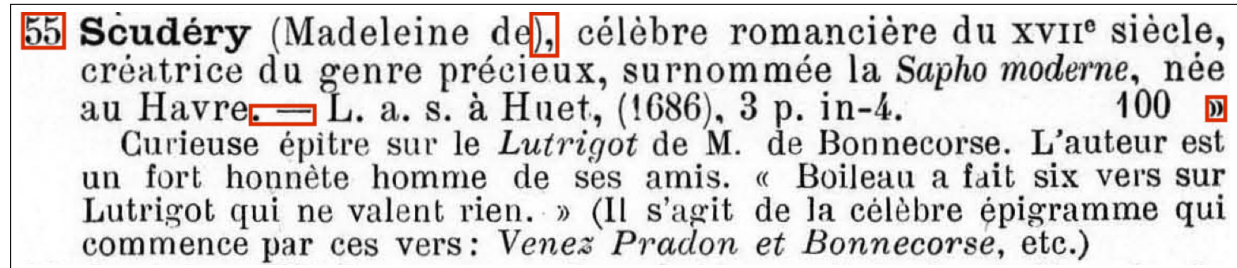 55 Scudéry (Madeleine de), célèbre romancière du XVIIe siècle,
créatrice du genre précieux, surnommée la Sapho moderne, née
au Havre. — L. a. s. à Huet, (1686), 3 p. in-4. 100 »
Curieuse épitre sur le Lutrigot de M. de Bonnecorse. L'auteur est
un fort honnète homme de ses amis. « Boileau a fait six vers sur
Lutrigot qui ne valent rien. » (Il s'agit de la célèbre épigramme qui
commence par ces vers : Venez Pradon et Bonnecorse, etc.)